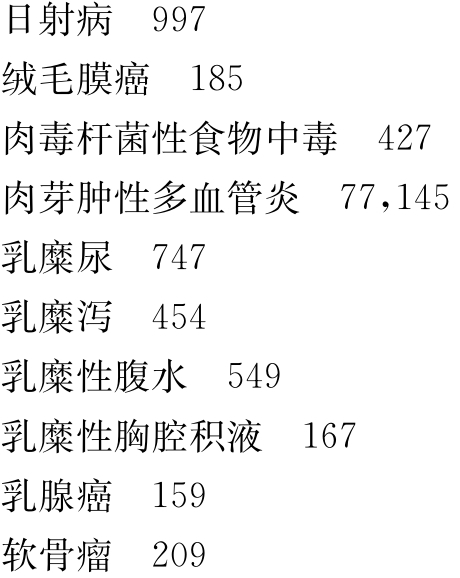 日射病　997
绒毛膜癌　185
肉毒杆菌性食物中毒　427
肉芽肿性多血管炎　77,145
乳糜尿　747
乳糜泻　454
乳糜性腹水　549
乳糜性胸腔积液　167
乳腺癌　159
软骨瘤　209